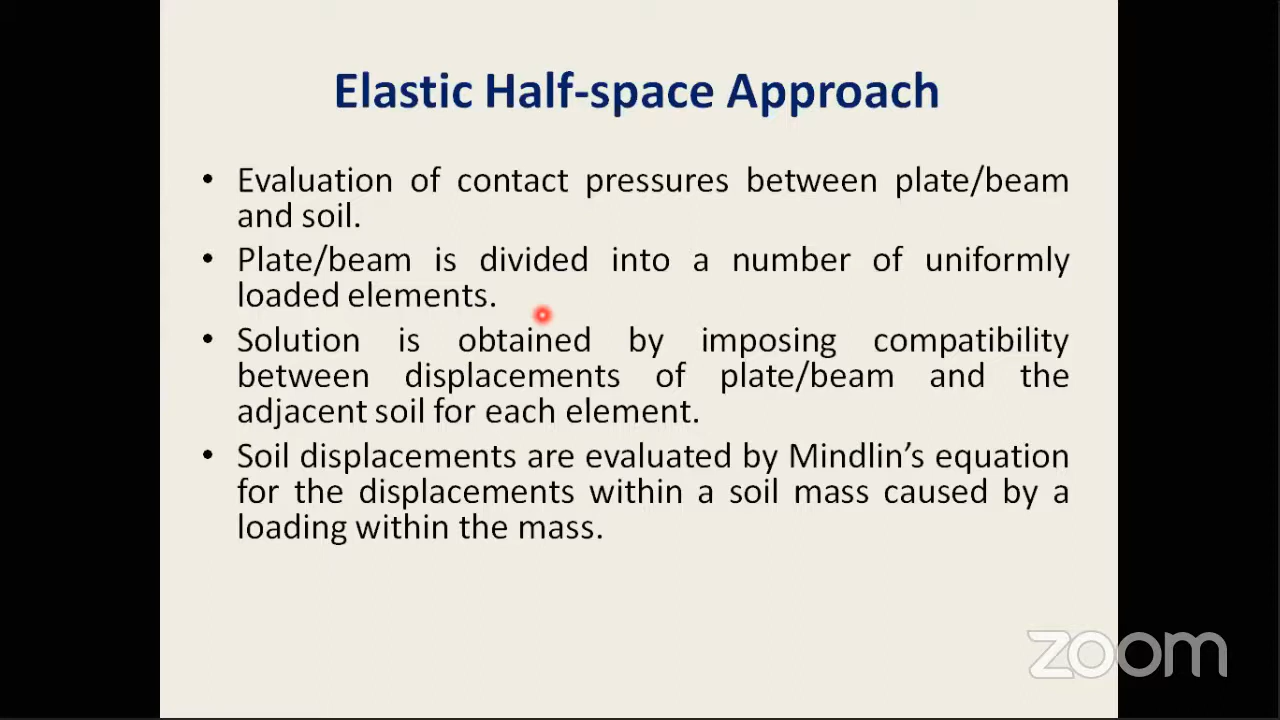 Elastic Half-space Approach
• Evaluation of contact pressures between plate/beam
and soil.
• Plate/beam is divided into a number of uniformly
loaded elements.
• Solution is obtained by imposing compatibility
between displacements of plate/beam and the
adjacent soil for each element.
• Soil displacements are evaluated by Mindlin’s equation
for the displacements within a soil mass caused by a
loading within the mass.
zoom